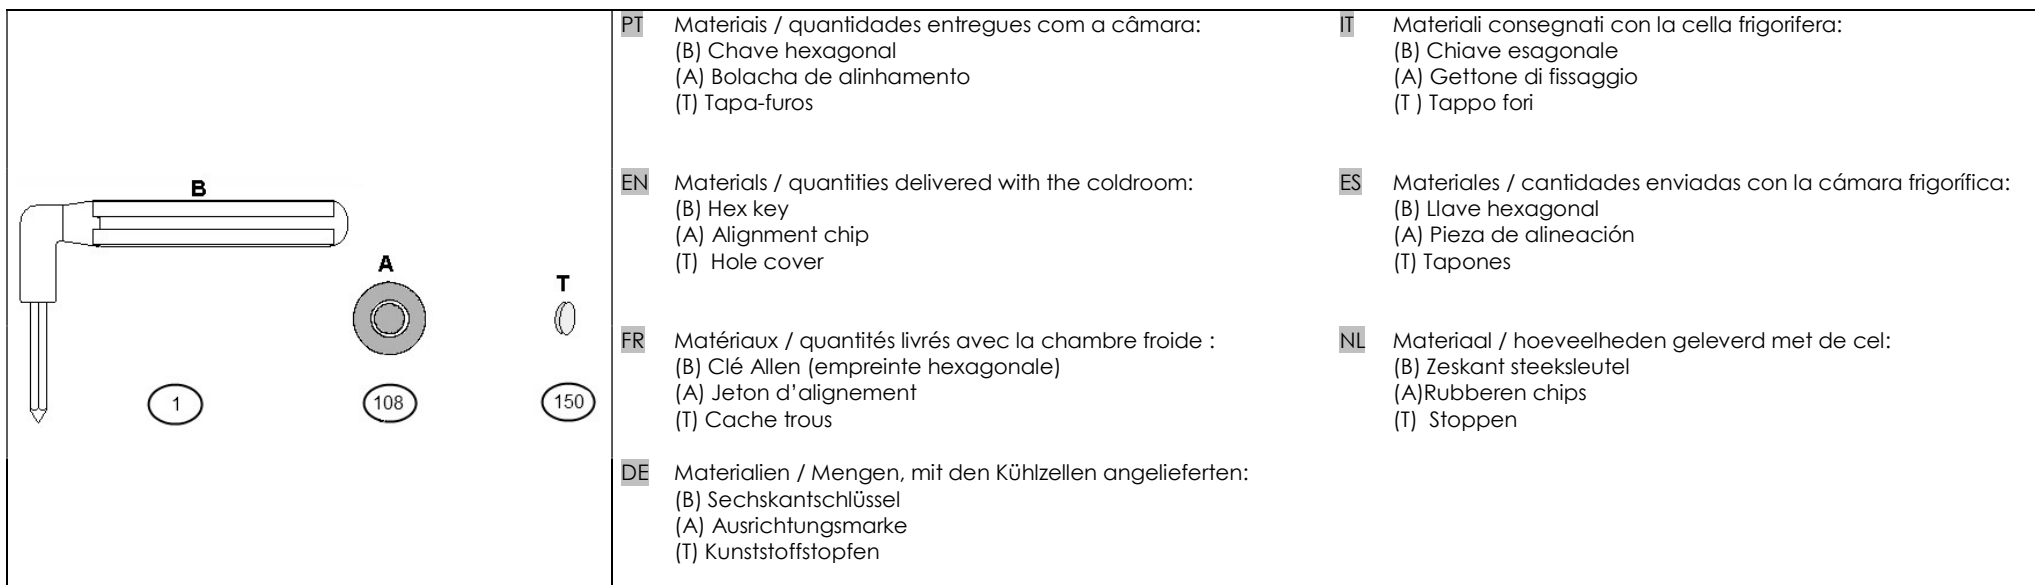 B
A
T
1
108
150
PT Materiais / quantidades entregues com a câmara:
(B) Chave hexagonal
(A) Bolacha de alinhamento
(T) Tapa-furos
EN Materials / quantities delivered with the coldroom:
(B) Hex key
(A) Alignment chip
(T) Hole cover
FR Matériaux / quantités livrés avec la chambre froide :
(B) Clé Allen (empreinte hexagonale)
(A) Jeton d'alignement
(T) Cache trous
DE Materialien / Mengen, mit den Kühlzellen angelieferten:
(B) Sechskantschlüssel
(A) Ausrichtungsmarke
(T) Kunststoffstopfen
IT Materiali consegnati con la cella frigorifera:
(B) Chiave esagonale
(A) Gettone di fissaggio
(T ) Tappo fori
ES Materiales / cantidades enviadas con la cámara frigorífica:
(B) Llave hexagonal
(A) Pieza de alineación
(T) Tapones
NL Materiaal / hoeveelheden geleverd met de cel:
(B) Zeskant steeksleutel
(A)Rubberen chips
(T) Stoppen